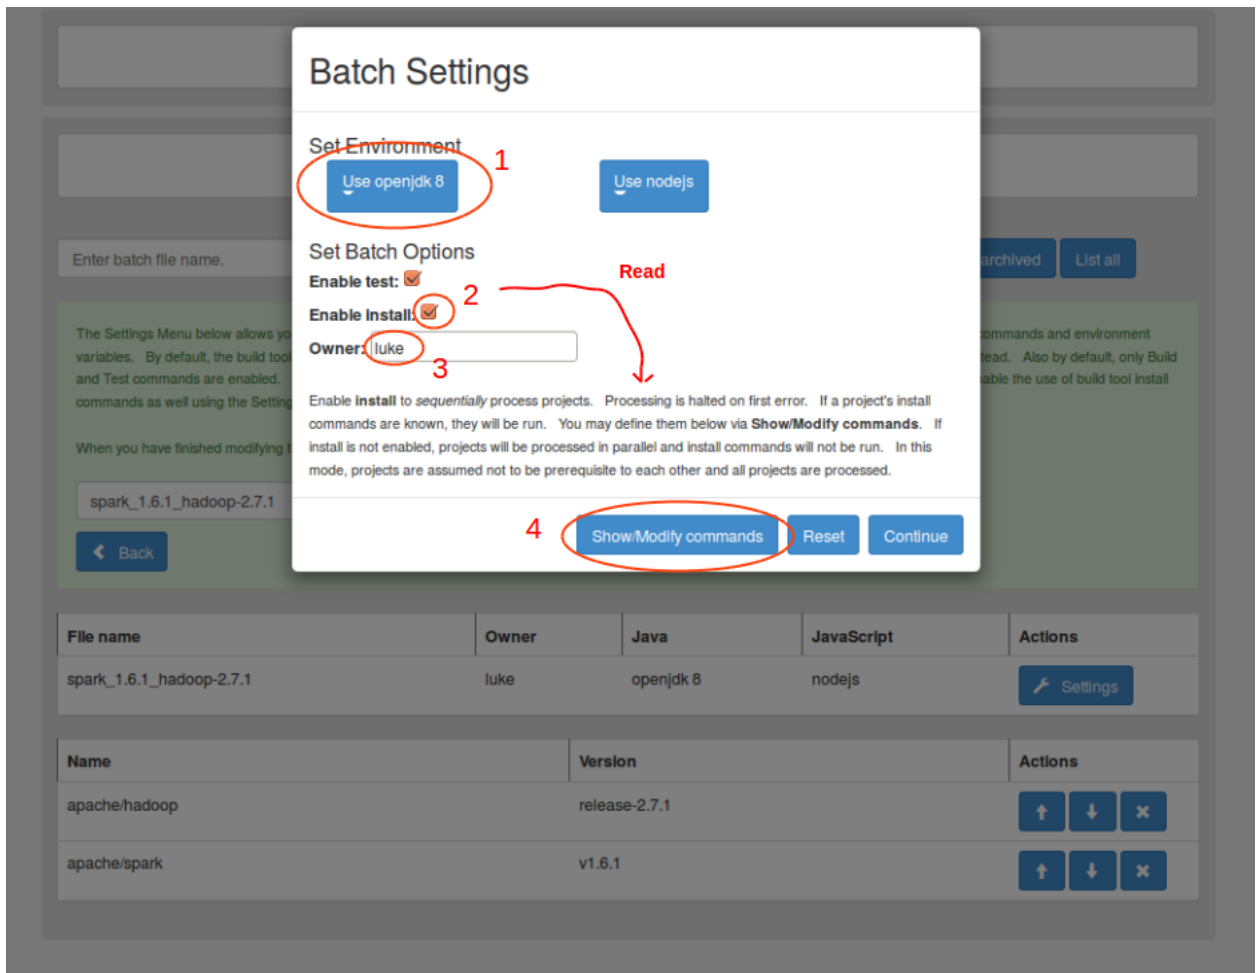 Batch Settings
Set Environment
1
Use openjdk 8
Use nodejs
Set Batch Options
Enable test:
Read
2
Enable Install:
Owner: luke
3
Enable install to sequentially process projects. Processing is halted on first error. If a project's install
commands are known, they will be run. You may define them below via Show/Modify commands. If
install is not enabled, projects will be processed in parallel and install commands will not be run. In this
mode, projects are assumed not to be prerequisite to each other and all projects are processed.
4
Show/Modify commands
Reset
Continue
Enter batch file name.
archived
List all
The Settings Menu below allows yo
ommands and environment
variables. By default, the build tool
tead. Also by default, only Build
and Test commands are enabled.
able the use of build tool install
commands as well using the Setting
When you have finished modifying t
spark_1.6.1_hadoop-2.7.1
Back
File name Owner Java JavaScript Actions
spark_1.6.1_hadoop-2.7.1 luke openjdk 8 nodejs Settings
Name Version Actions
apache/hadoop release-2.7.1
apache/spark v1.6.1